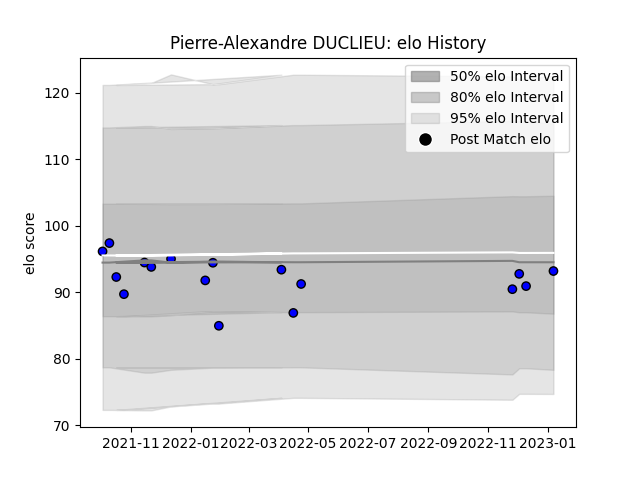 Pierre-Alexandre DUCLIEU: elo History
50% elo Interval
80% elo Interval
95% elo Interval
Post Match elo
elo score
120
110
100
90
80
70
2021-11 2022-01 2022-03 2022-05 2022-07 2022-09 2022-11 2023-01